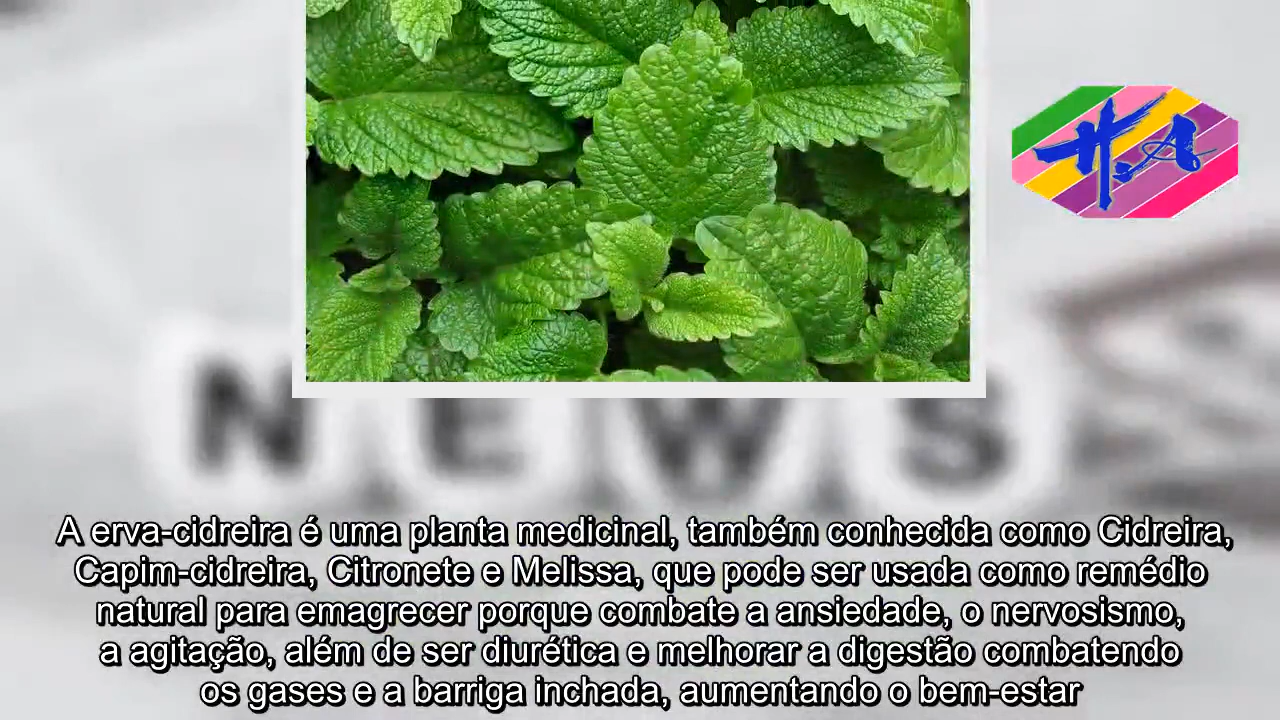 H.A
NEWS
A erva-cidreira é uma planta medicinal, também conhecida como Cidreira,
Capim-cidreira, Citronete e Melissa, que pode ser usada como remédio
natural para emagrecer porque combate a ansiedade, o nervosismo,
a agitação, além de ser diurética e melhorar a digestão combatendo
os gases e a barriga inchada, aumentando o bem-estar